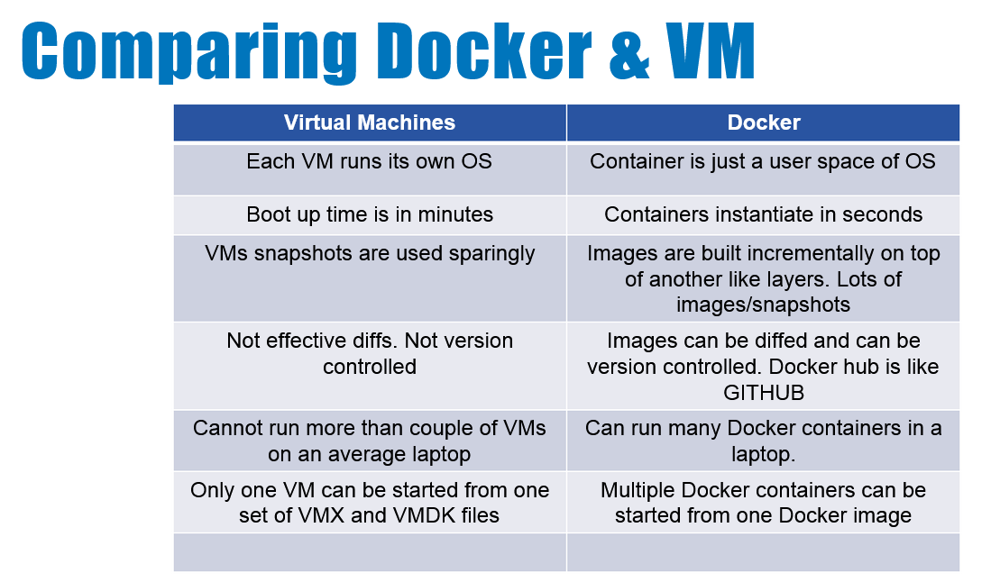 Comparing Docker & VM
Virtual Machines
Docker
Each VM runs its own OS
Container is just a user space of OS
Boot up time is in minutes
Containers instantiate in seconds
VMs snapshots are used sparingly
Images are built incrementally on top
of another like layers. Lots of
images/snapshots
Not effective diffs. Not version
controlled
Images can be diffed and can be
version controlled. Docker hub is like
GITHUB
Cannot run more than couple of VMs
on an average laptop
Can run many Docker containers in a
laptop.
Only one VM can be started from one
set of VMX and VMDK files
Multiple Docker containers can be
started from one Docker image